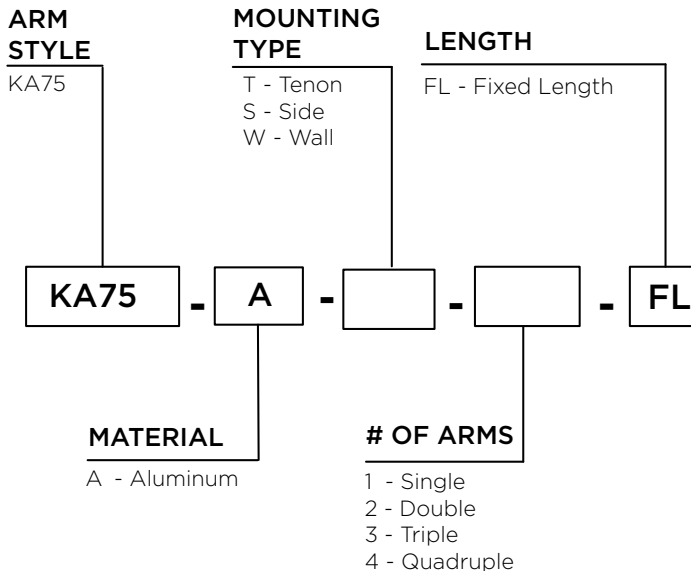 ARM
STYLE
KA75
MOUNTING
TYPE
T - Tenon
S - Side
W - Wall
LENGTH
FL - Fixed Length
KA75 - A - - - FL
MATERIAL
A - Aluminum
# OF ARMS
1 - Single
2 - Double
3 - Triple
4 - Quadruple